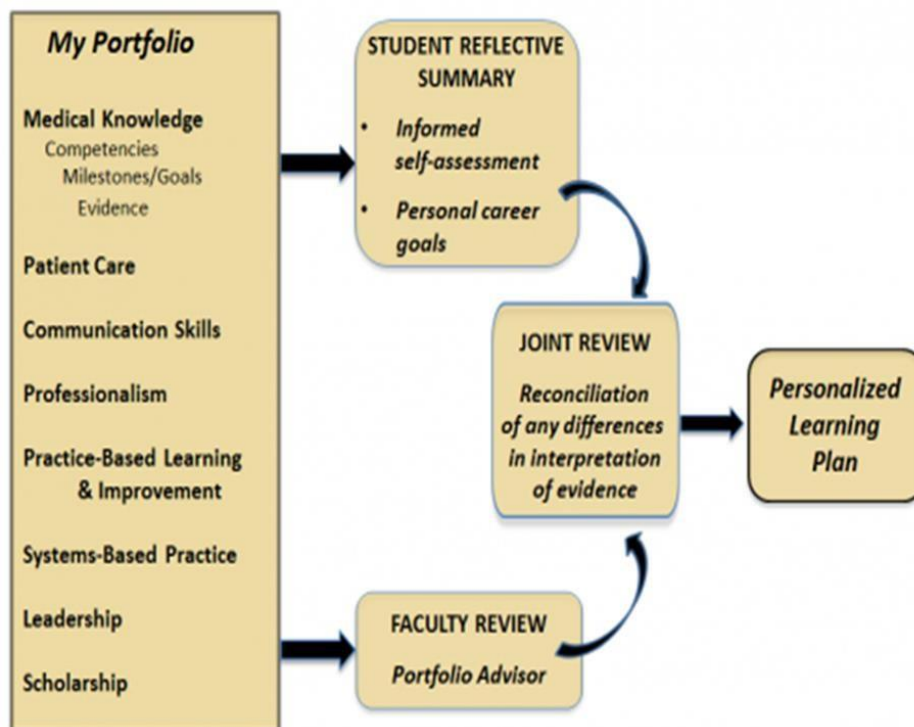 My Portfolio
Medical Knowledge
Competencies
Milestones/Goals
Evidence
Patient Care
Communication Skills
Professionalism
Practice-Based Learning
& Improvement
Systems-Based Practice
Leadership
Scholarship
STUDENT REFLECTIVE
SUMMARY
• Informed
self-assessment
• Personal career
goals
JOINT REVIEW
Reconciliation
of any differences
in interpretation
of evidence
FACULTY REVIEW
Portfolio Advisor
Personalized
Learning
Plan